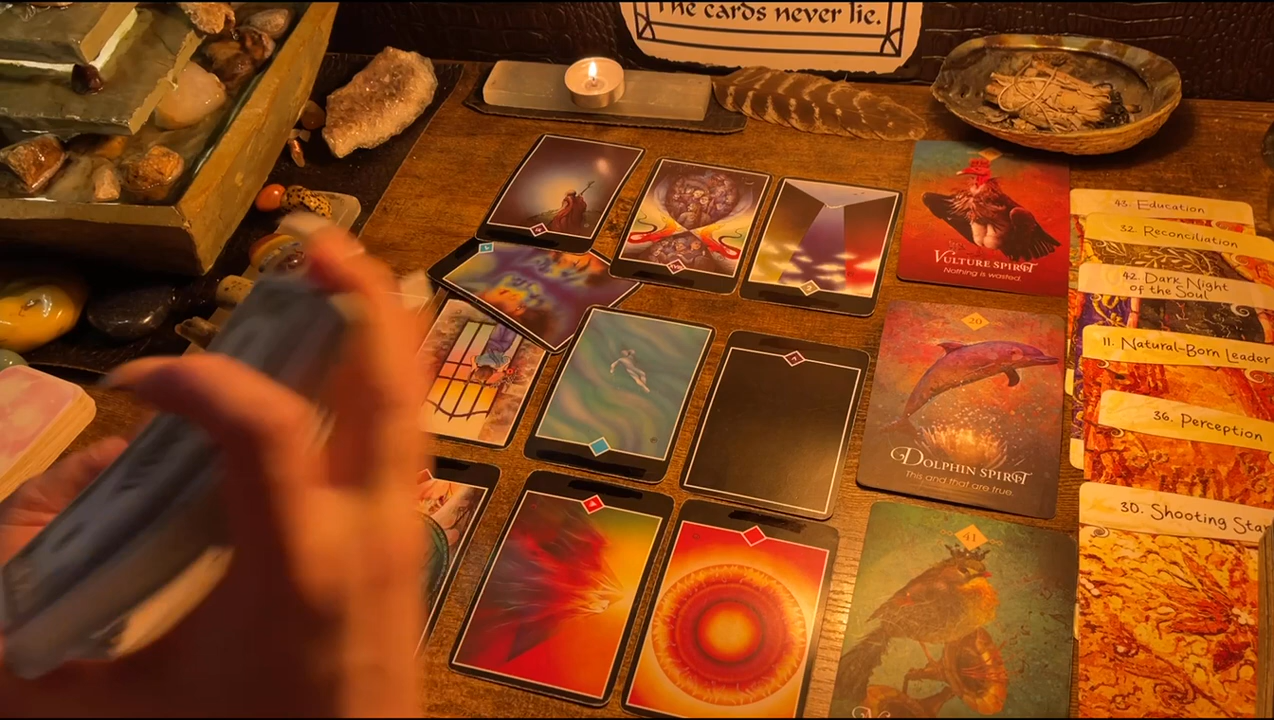 The cards never lie.
VULTURE SPIRIT
Nothing is wasted.
43. Education
32. Reconciliation
42. Dark Night
of the Soul
11. Natural-Born Leader
36. Perception
30. Shooting Star
20
DOLPHIN SPIRIT
This and that are true.
41